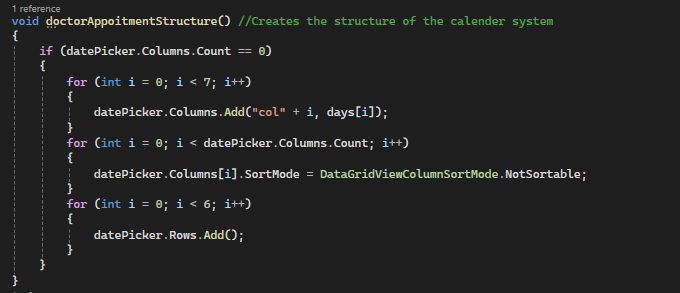 1 reference
void doctorAppoitmentStructure() //Creates the structure of the calender system
{
if (datePicker.Columns.Count == 0)
{
for (int i = 0; i < 7; i++)
{
datePicker.Columns.Add("col" + i, days[i]);
}
for (int i = 0; i < datePicker.Columns.Count; i++)
{
datePicker.Columns[i].SortMode = DataGridViewColumnSortMode.NotSortable;
}
for (int i = 0; i < 6; i++)
{
datePicker.Rows.Add();
}
}
}